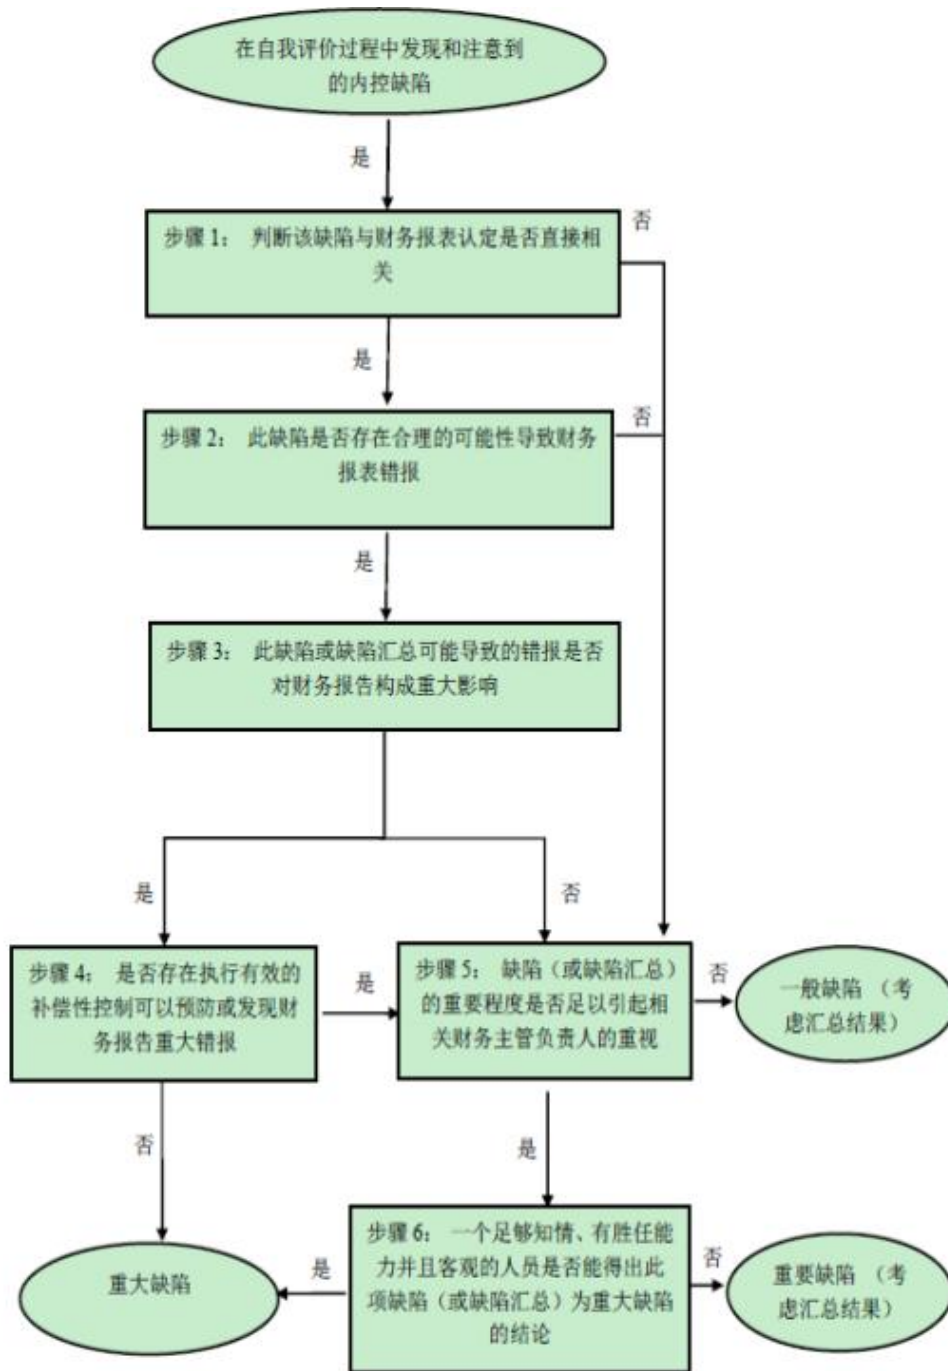 在自我评价过程中发现和注意到
的内控缺陷
是
步骤 1： 判断该缺陷与财务报表认定是否直接相
关
否
是
步骤 2： 此缺陷是否存在合理的可能性导致财务
报表错报
否
是
步骤 3： 此缺陷或缺陷汇总可能导致的错报是否
对财务报告构成重大影响
是
否
步骤 4： 是否存在执行有效的
补偿性控制可以预防或发现财
务报告重大错报
是
步骤 5： 缺陷（或缺陷汇总）
的重要程度是否足以引起相
关财务主管负责人的重视
否
一般缺陷 （考
虑汇总结果）
否
是
重大缺陷
是
步骤 6： 一个足够知情、有胜任能
力并且客观的人员是否能得出此
项缺陷（或缺陷汇总）为重大缺陷
的结论
否
重要缺陷 （考
虑汇总结果）